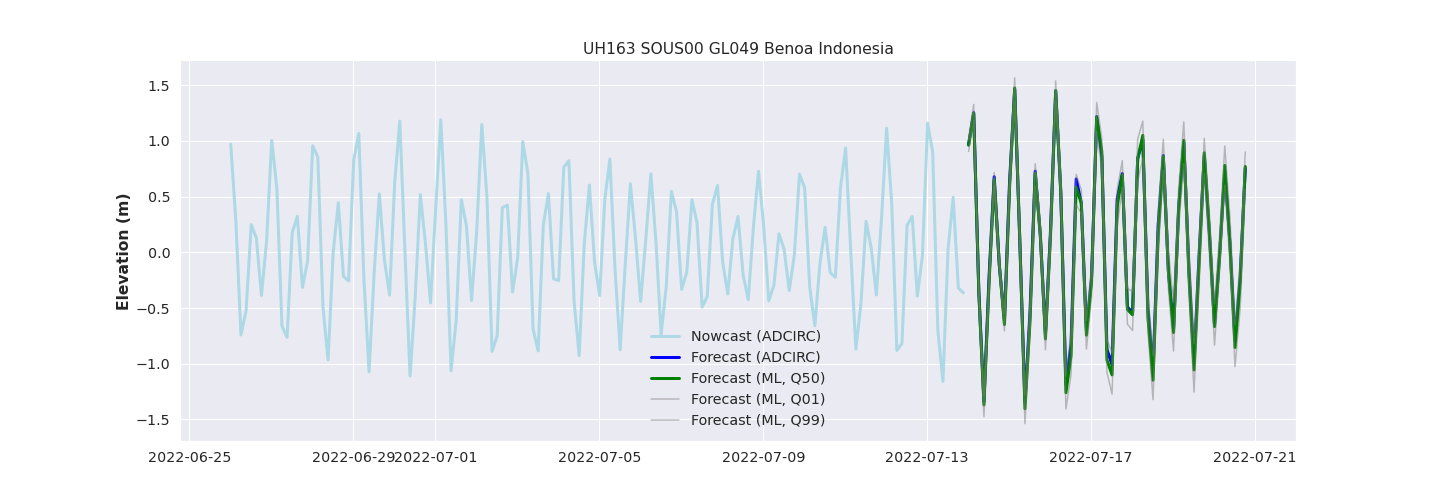 UH163 SOUS00 GL049 Benoa Indonesia
Elevation (m)
1.5
1.0
0.5
0.0
−0.5
−1.0
−1.5
Nowcast (ADCIRC)
Forecast (ADCIRC)
Forecast (ML, Q50)
Forecast (ML, Q01)
Forecast (ML, Q99)
2022-06-25 2022-06-29 2022-07-01 2022-07-05 2022-07-09 2022-07-13 2022-07-17 2022-07-21